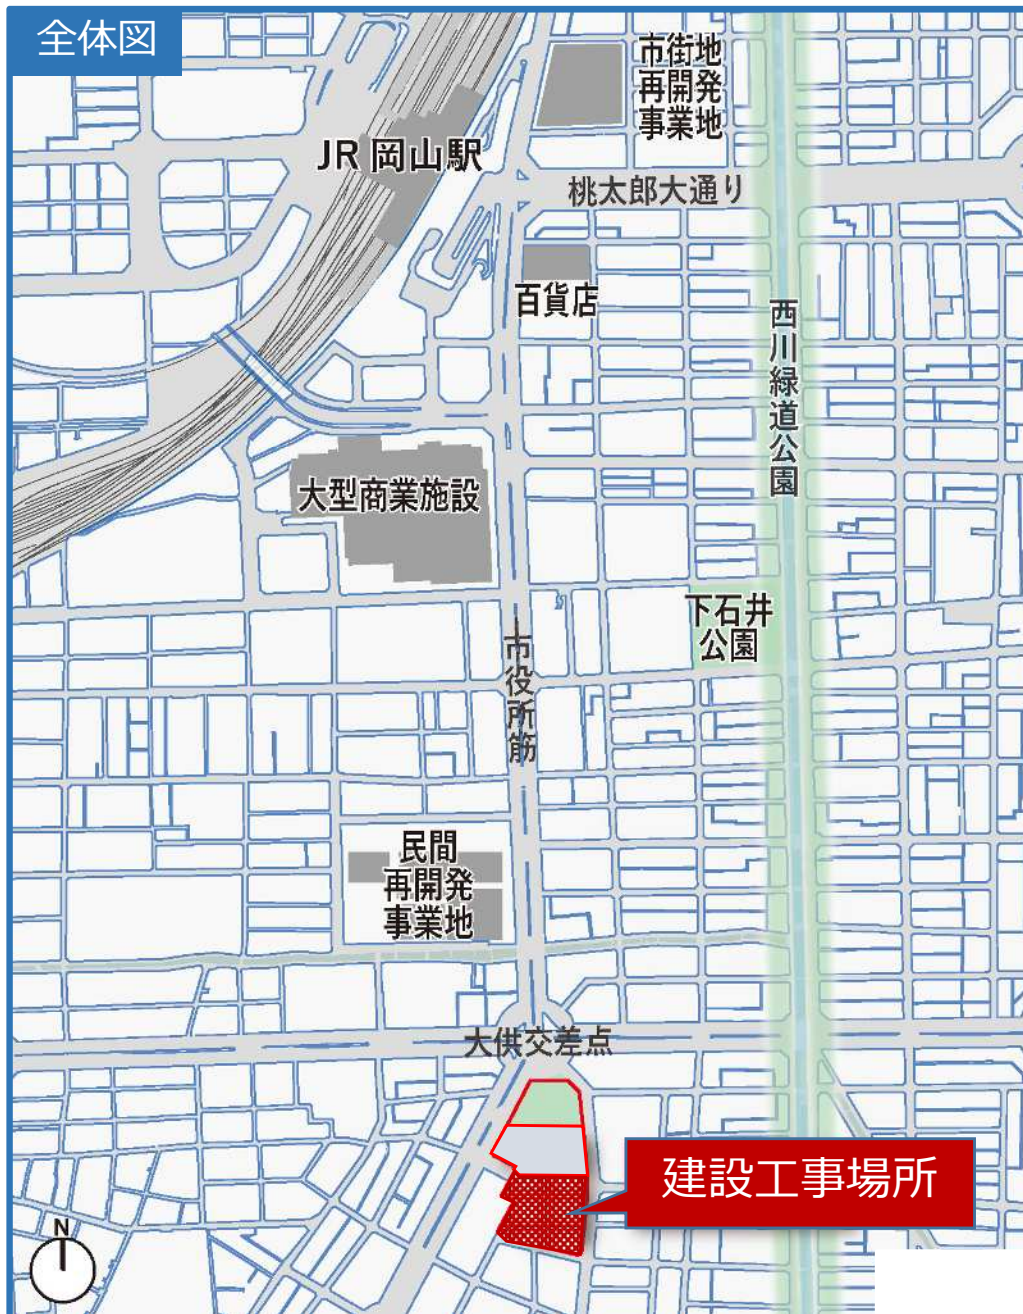 全体図
市街地
再開発
事業地
JR 岡山駅
桃太郎大通り
百貨店
西川緑道公園
大型商業施設
下石井
公園
市役所筋
民間
再開発
事業地
大供交差点
建設工事場所
N